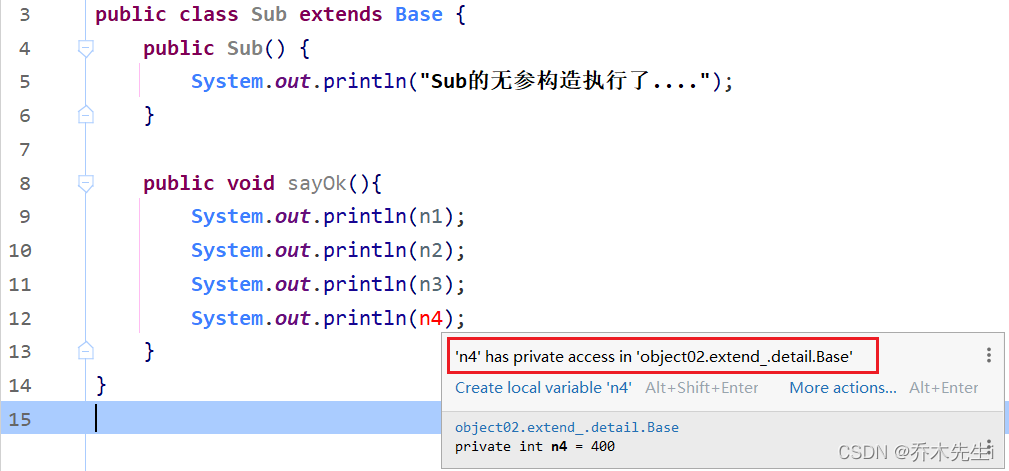 3 public class Sub extends Base {
4 public Sub() {
5 System.out.println("Sub的无参构造执行了....");
6 }
7
8 public void sayOk(){
9 System.out.println(n1);
10 System.out.println(n2);
11 System.out.println(n3);
12 System.out.println(n4);
13 }
14 }
15
'n4' has private access in 'object02.extend_.detail.Base'
Create local variable 'n4' Alt+Shift+Enter More actions... Alt+Enter
object02.extend_.detail.Base
private int n4 = 400
CSDN @乔木先生i